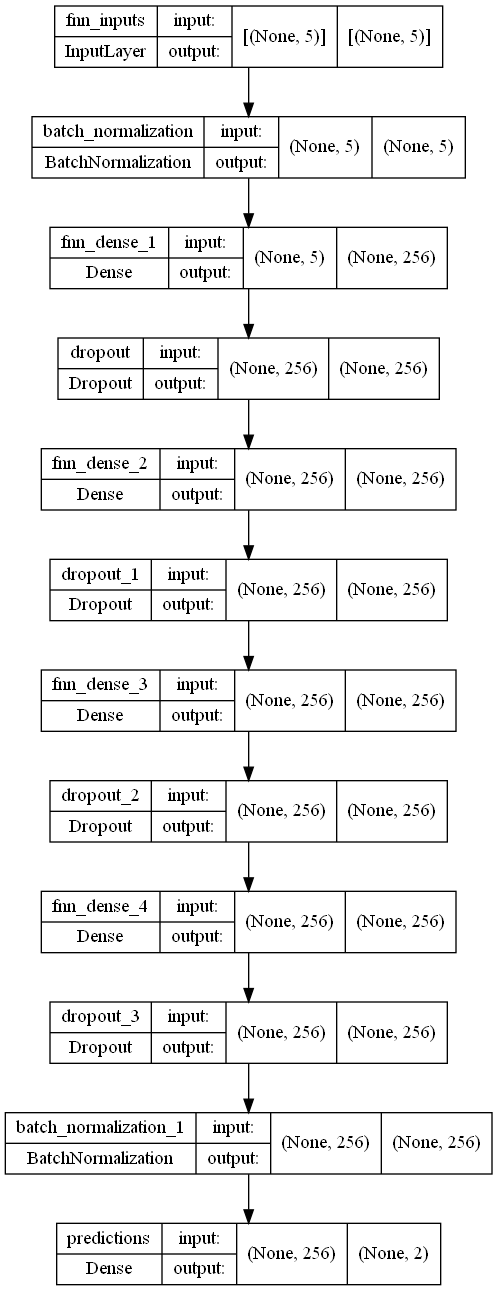 fnn_inputs input: [(None, 5)] [(None, 5)]
InputLayer output:
batch_normalization input: (None, 5) (None, 5)
BatchNormalization output:
fnn_dense_1 input: (None, 5) (None, 256)
Dense output:
dropout input: (None, 256) (None, 256)
Dropout output:
fnn_dense_2 input: (None, 256) (None, 256)
Dense output:
dropout_1 input: (None, 256) (None, 256)
Dropout output:
fnn_dense_3 input: (None, 256) (None, 256)
Dense output:
dropout_2 input: (None, 256) (None, 256)
Dropout output:
fnn_dense_4 input: (None, 256) (None, 256)
Dense output:
dropout_3 input: (None, 256) (None, 256)
Dropout output:
batch_normalization_1 input: (None, 256) (None, 256)
BatchNormalization output:
predictions input: (None, 256) (None, 2)
Dense output: